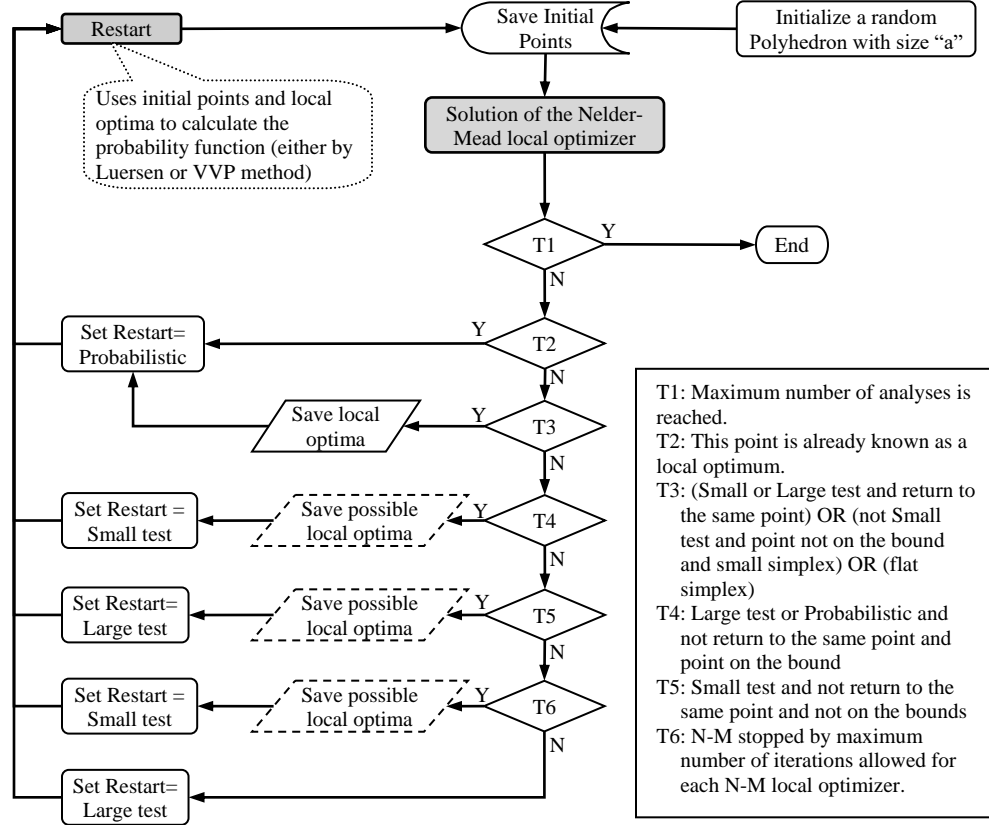 Restart
Save Initial
Points
Initialize a random
Polyhedron with size “a”
Uses initial points and local
optima to calculate the
probability function (either by
Luersen or VVP method)
Solution of the Nelder-
Mead local optimizer
T1
Y
End
N
Set Restart=
Probabilistic
Y
T2
N
Save local
optima
Y
T3
N
Set Restart =
Small test
Save possible
local optima
Y
T4
N
Set Restart=
Large test
Save possible
local optima
Y
T5
N
Set Restart =
Small test
Save possible
local optima
Y
T6
N
Set Restart=
Large test
T1: Maximum number of analyses is
reached.
T2: This point is already known as a
local optimum.
T3: (Small or Large test and return to
the same point) OR (not Small
test and point not on the bound
and small simplex) OR (flat
simplex)
T4: Large test or Probabilistic and
not return to the same point and
point on the bound
T5: Small test and not return to the
same point and not on the bounds
T6: N-M stopped by maximum
number of iterations allowed for
each N-M local optimizer.